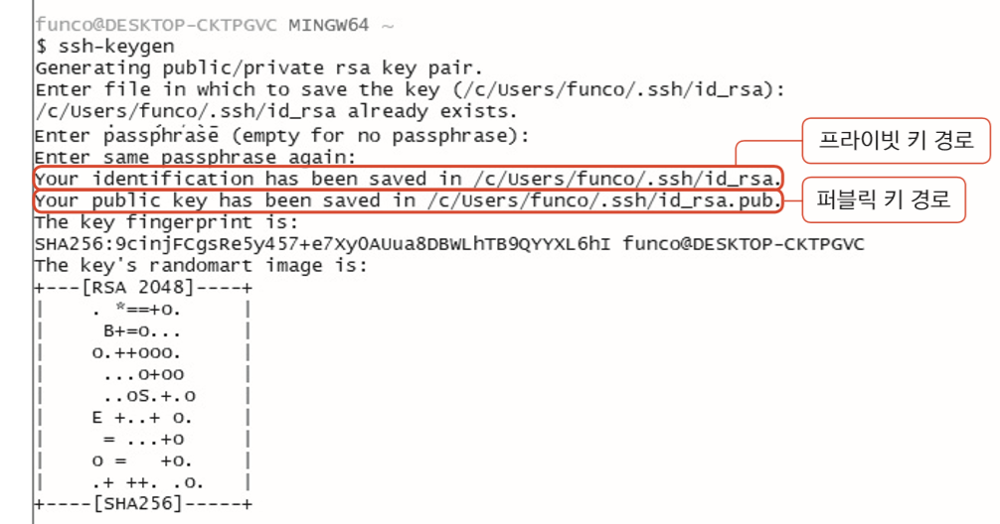 funco@DESKTOP-CKTPGVC MINGW64 ~
$ ssh-keygen
Generating public/private rsa key pair.
Enter file in which to save the key (/c/Users/funco/.ssh/id_rsa):
/c/Users/funco/.ssh/id_rsa already exists.
Enter passphrase (empty for no passphrase):
Enter same passphrase again:
Your identification has been saved in /c/Users/funco/.ssh/id_rsa.
프라이빗 키 경로
Your public key has been saved in /c/Users/funco/.ssh/id_rsa.pub.
퍼블릭 키 경로
The key fingerprint is:
SHA256:9cinjFCgsRe5y457+e7XyOAUua8DBWLhTB9QYYXL6hI funco@DESKTOP-CKTPGVC
The key's randomart image is:
+---[RSA 2048]----+
|    . *==+o.     |
|     B+=o...     |
|    o.++ooo.     |
|     ...o+oo     |
|     ..oS.+.o    |
|    E +..+ o.    |
|     = ...+o     |
|    o =   +o.    |
|    .+ ++. .o.   |
+----[SHA256]-----+